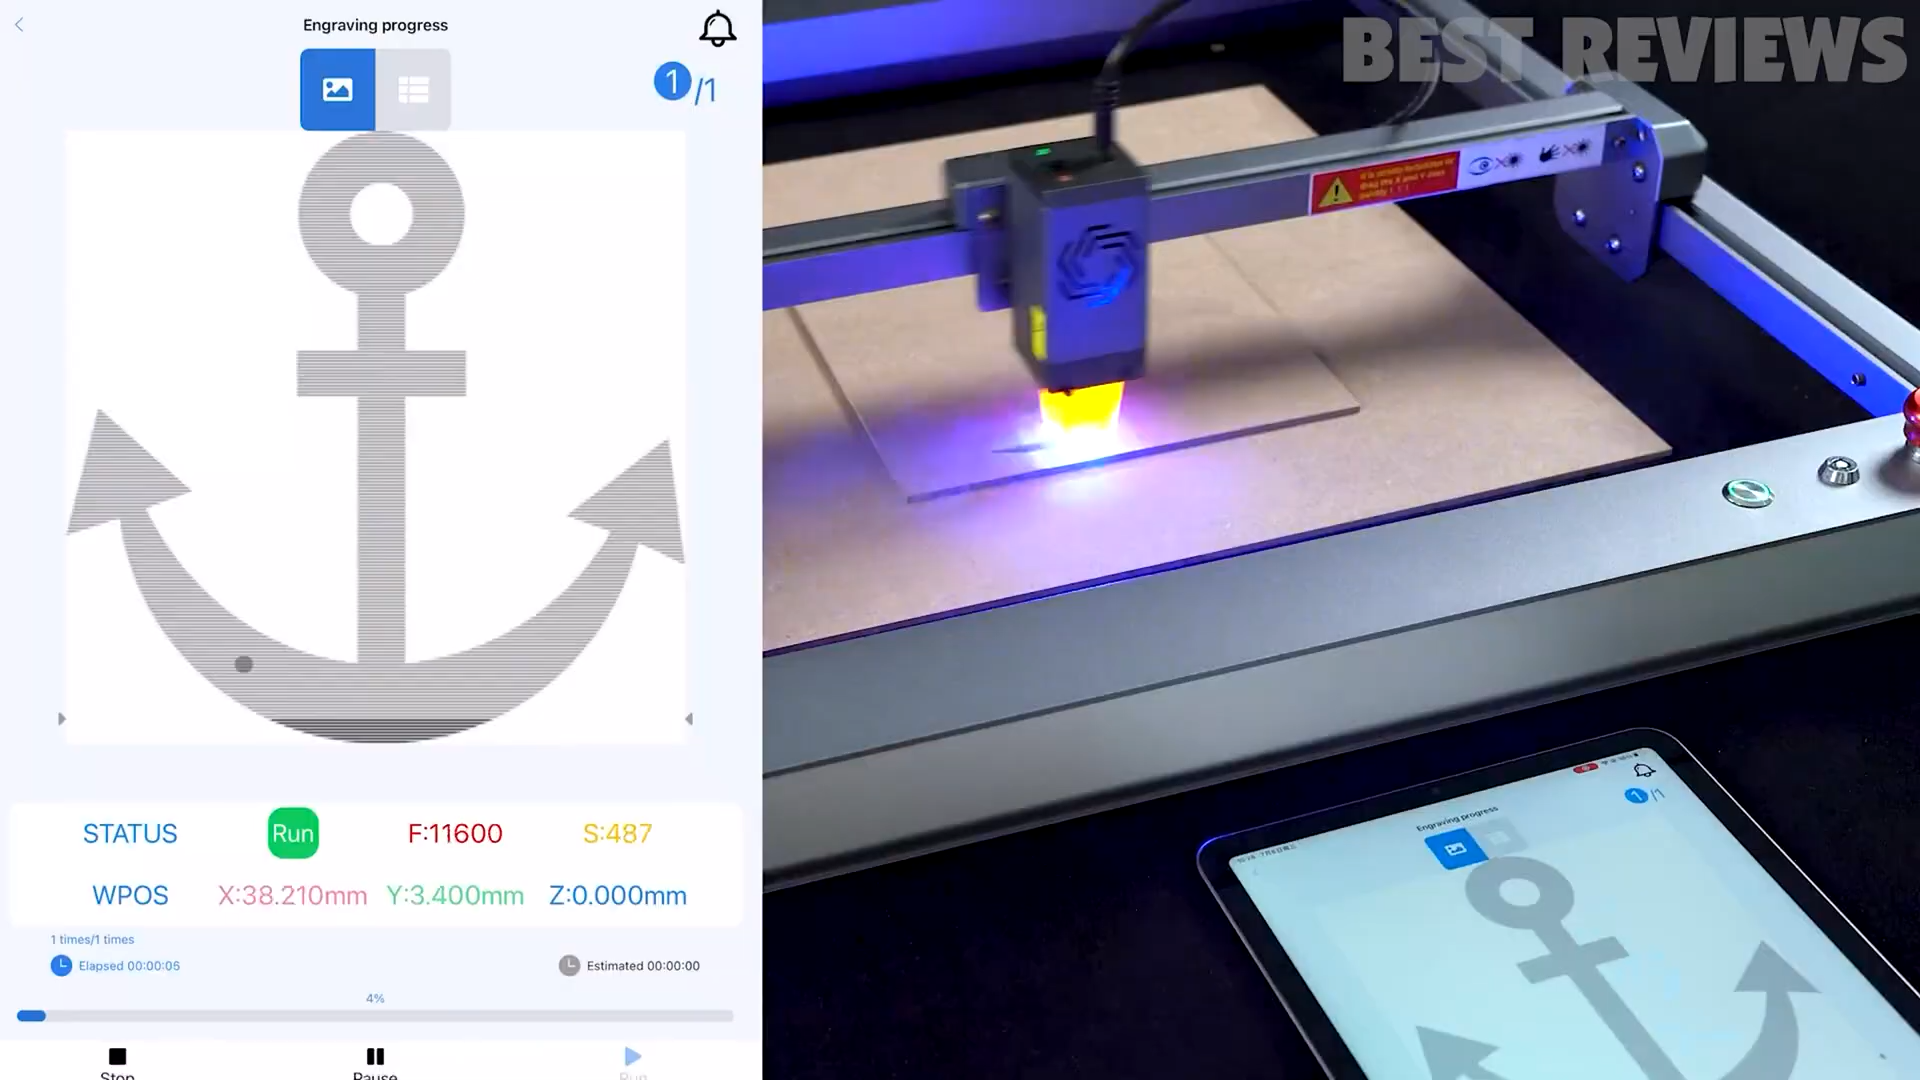 Engraving progress
1/1
STATUS Run F:11600 S:487
WPOS X:38.210mm Y:3.400mm Z:0.000mm
1 times/1 times
Elapsed 00:00:06
Estimated 00:00:00
4%
Stop
Pause
Run
BEST REVIEWS
Engraving progress
1/1